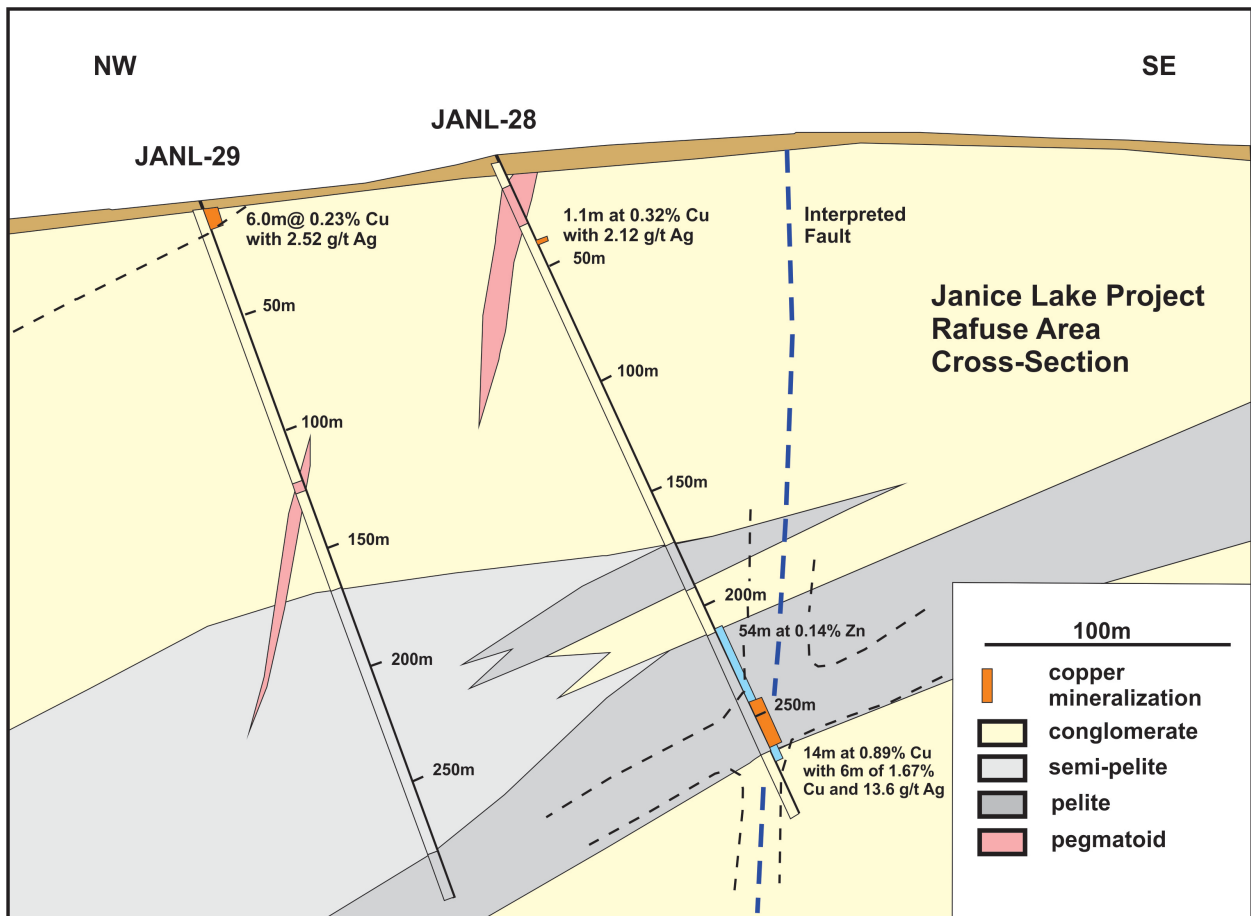 NW
SE
JANL-28
JANL-29
6.0m@ 0.23% Cu
with 2.52 g/t Ag
1.1m at 0.32% Cu
with 2.12 g/t Ag
Interpreted
Fault
50m
50m
Janice Lake Project
Rafuse Area
Cross-Section
100m
100m
150m
150m
200m
200m
54m at 0.14% Zn
250m
250m
14m at 0.89% Cu
with 6m of 1.67%
Cu and 13.6 g/t Ag
100m
copper
mineralization
conglomerate
semi-pelite
pelite
pegmatoid